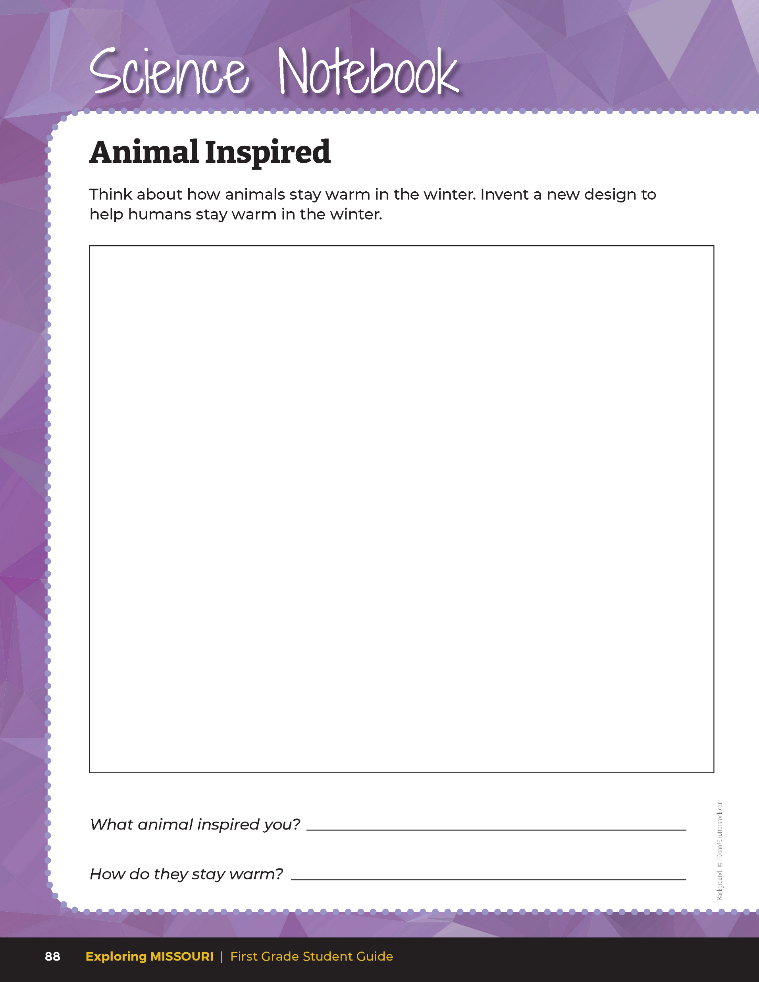 Science Notebook
Animal Inspired
Think about how animals stay warm in the winter. Invent a new design to
help humans stay warm in the winter.
What animal inspired you?
How do they stay warm?
88 Exploring MISSOURI | First Grade Student Guide